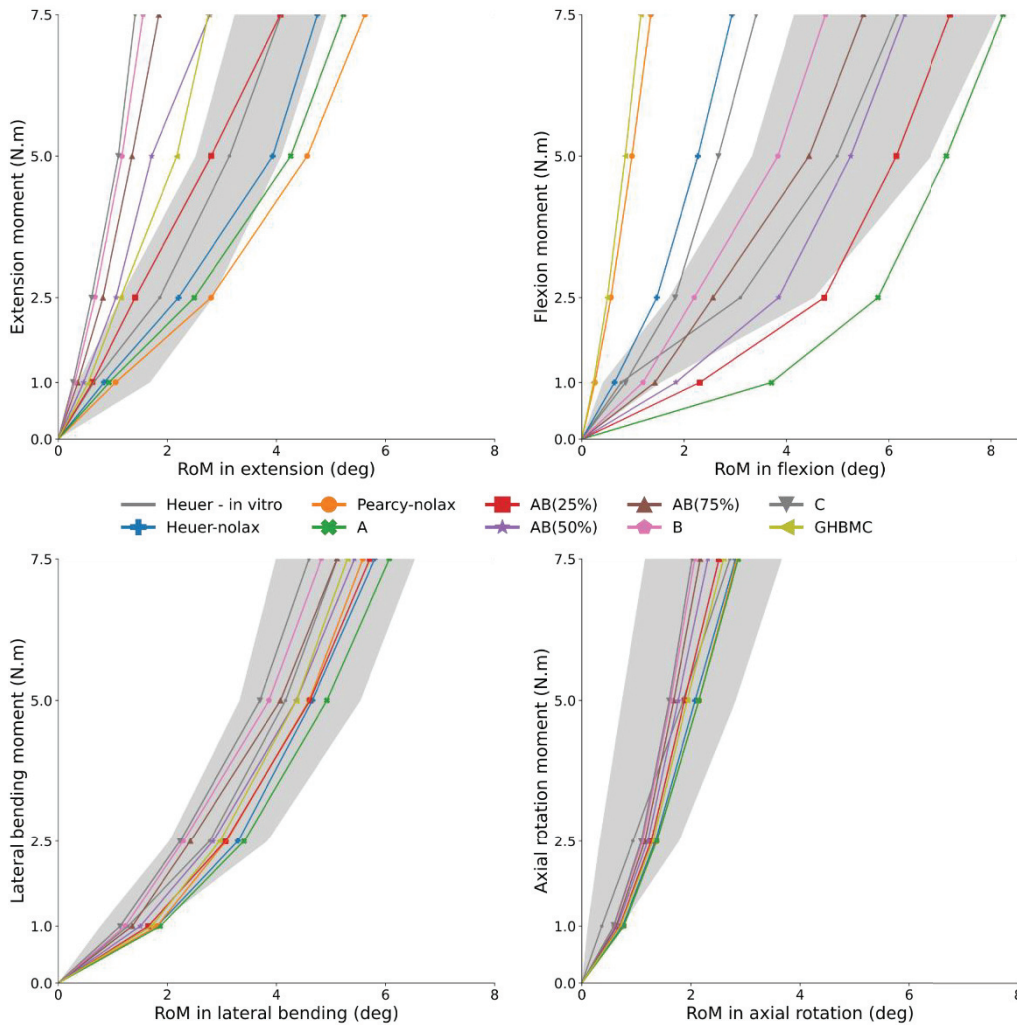 7.5
5.0
2.5
1.0
0.0
Extension moment (N.m)
0
2
4
6
8
RoM in extension (deg)
7.5
5.0
2.5
1.0
0.0
Flexion moment (N.m)
0
2
4
6
8
RoM in flexion (deg)
Heuer - in vitro
Pearcy-nolax
AB(25%)
AB(75%)
C
Heuer-nolax
A
AB(50%)
B
GHBMC
7.5
5.0
2.5
1.0
0.0
Lateral bending moment (N.m)
0
2
4
6
8
RoM in lateral bending (deg)
7.5
5.0
2.5
1.0
0.0
Axial rotation moment (N.m)
0
2
4
6
8
RoM in axial rotation (deg)